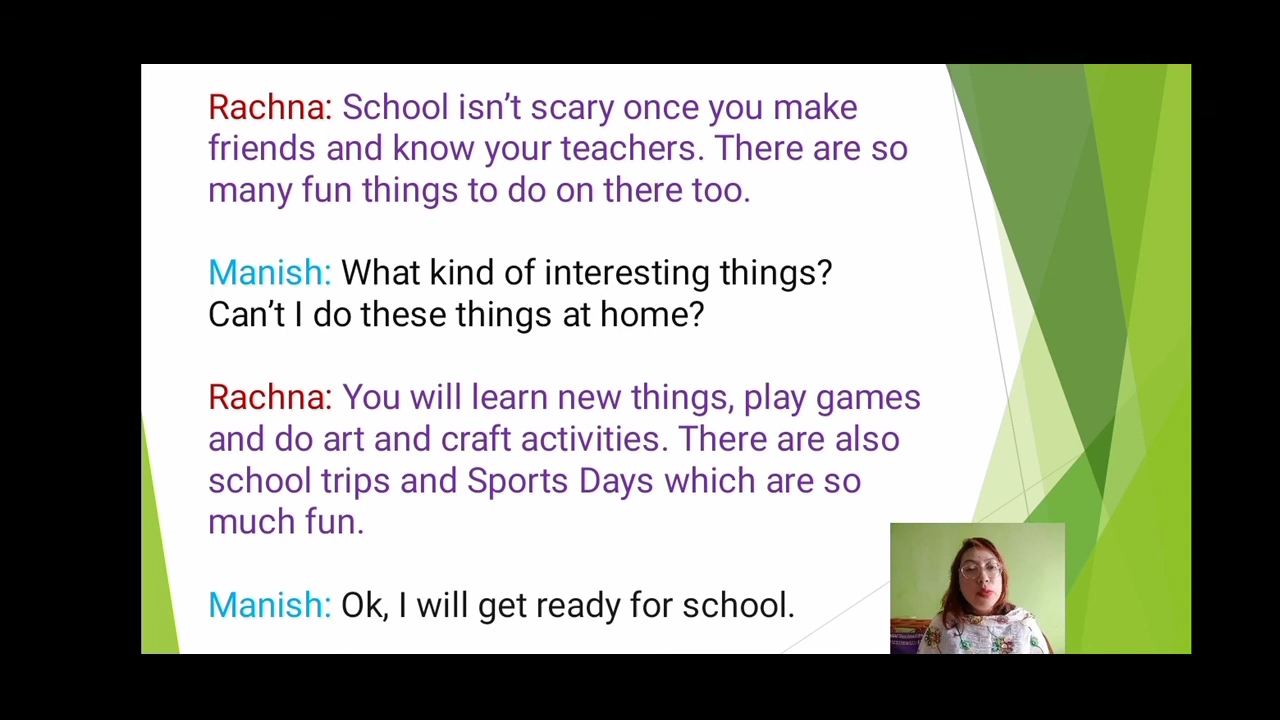 Rachna: School isn’t scary once you make
friends and know your teachers. There are so
many fun things to do on there too.
Manish: What kind of interesting things?
Can’t I do these things at home?
Rachna: You will learn new things, play games
and do art and craft activities. There are also
school trips and Sports Days which are so
much fun.
Manish: Ok, I will get ready for school.